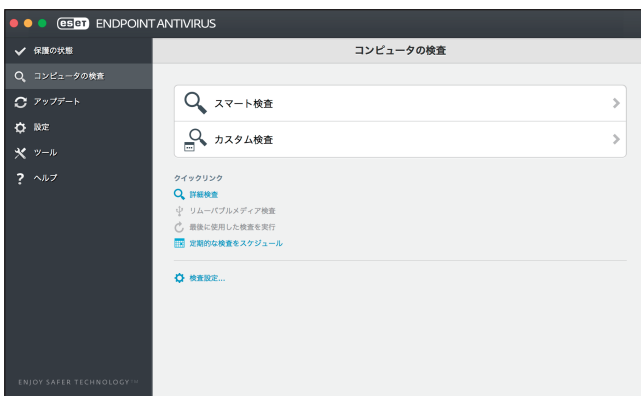 eset ENDPOINT ANTIVIRUS
保護の状態
コンピュータの検査
アップデート
設定
ツール
ヘルプ
ENJOY SAFER TECHNOLOGY™
コンピュータの検査
スマート検査
カスタム検査
クイックリンク
詳細検査
リムーバブルメディア検査
最後に使用した検査を実行
定期的な検査をスケジュール
検査設定...